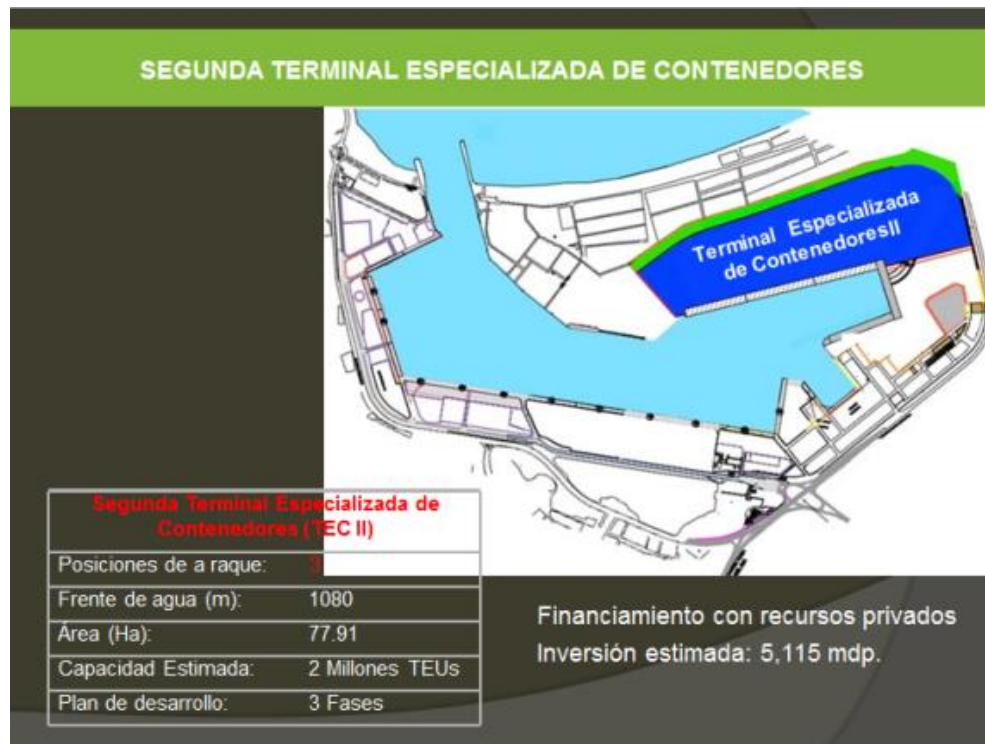 SEGUNDA TERMINAL ESPECIALIZADA DE CONTENEDORES
Terminal Especializada
de ContenedoresII
Segunda Terminal Especializada de
Contenedores (TEC II)
Posiciones de a raque: 3
Frente de agua (m): 1080
Área (Ha): 77.91
Capacidad Estimada: 2 Millones TEUs
Plan de desarrollo: 3 Fases
Financiamiento con recursos privados
Inversión estimada: 5,115 mdp.